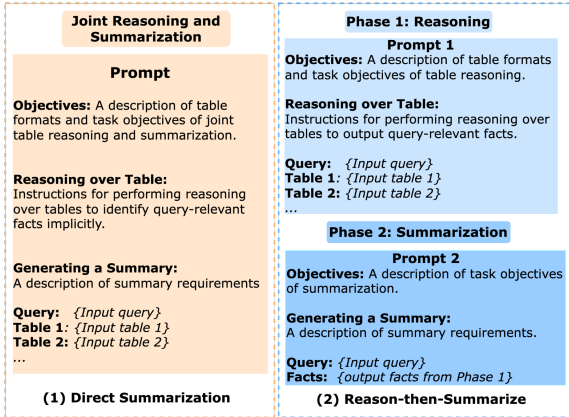 Joint Reasoning and
Summarization
Prompt
Objectives: A description of table
formats and task objectives of joint
table reasoning and summarization.
Reasoning over Table:
Instructions for performing reasoning
over tables to identify query-relevant
facts implicitly.
Generating a Summary:
A description of summary requirements
Query: {Input query}
Table 1: {Input table 1}
Table 2: {Input table 2}
...
(1) Direct Summarization
Phase 1: Reasoning
Prompt 1
Objectives: A description of table formats
and task objectives of table reasoning.
Reasoning over Table:
Instructions for performing reasoning over
tables to output query-relevant facts.
Query: {Input query}
Table 1: {Input table 1}
Table 2: {Input table 2}
...
Phase 2: Summarization
Prompt 2
Objectives: A description of task objectives
of summarization.
Generating a Summary:
A description of summary requirements.
Query: {Input query}
Facts: {output facts from Phase 1}
(2) Reason-then-Summarize